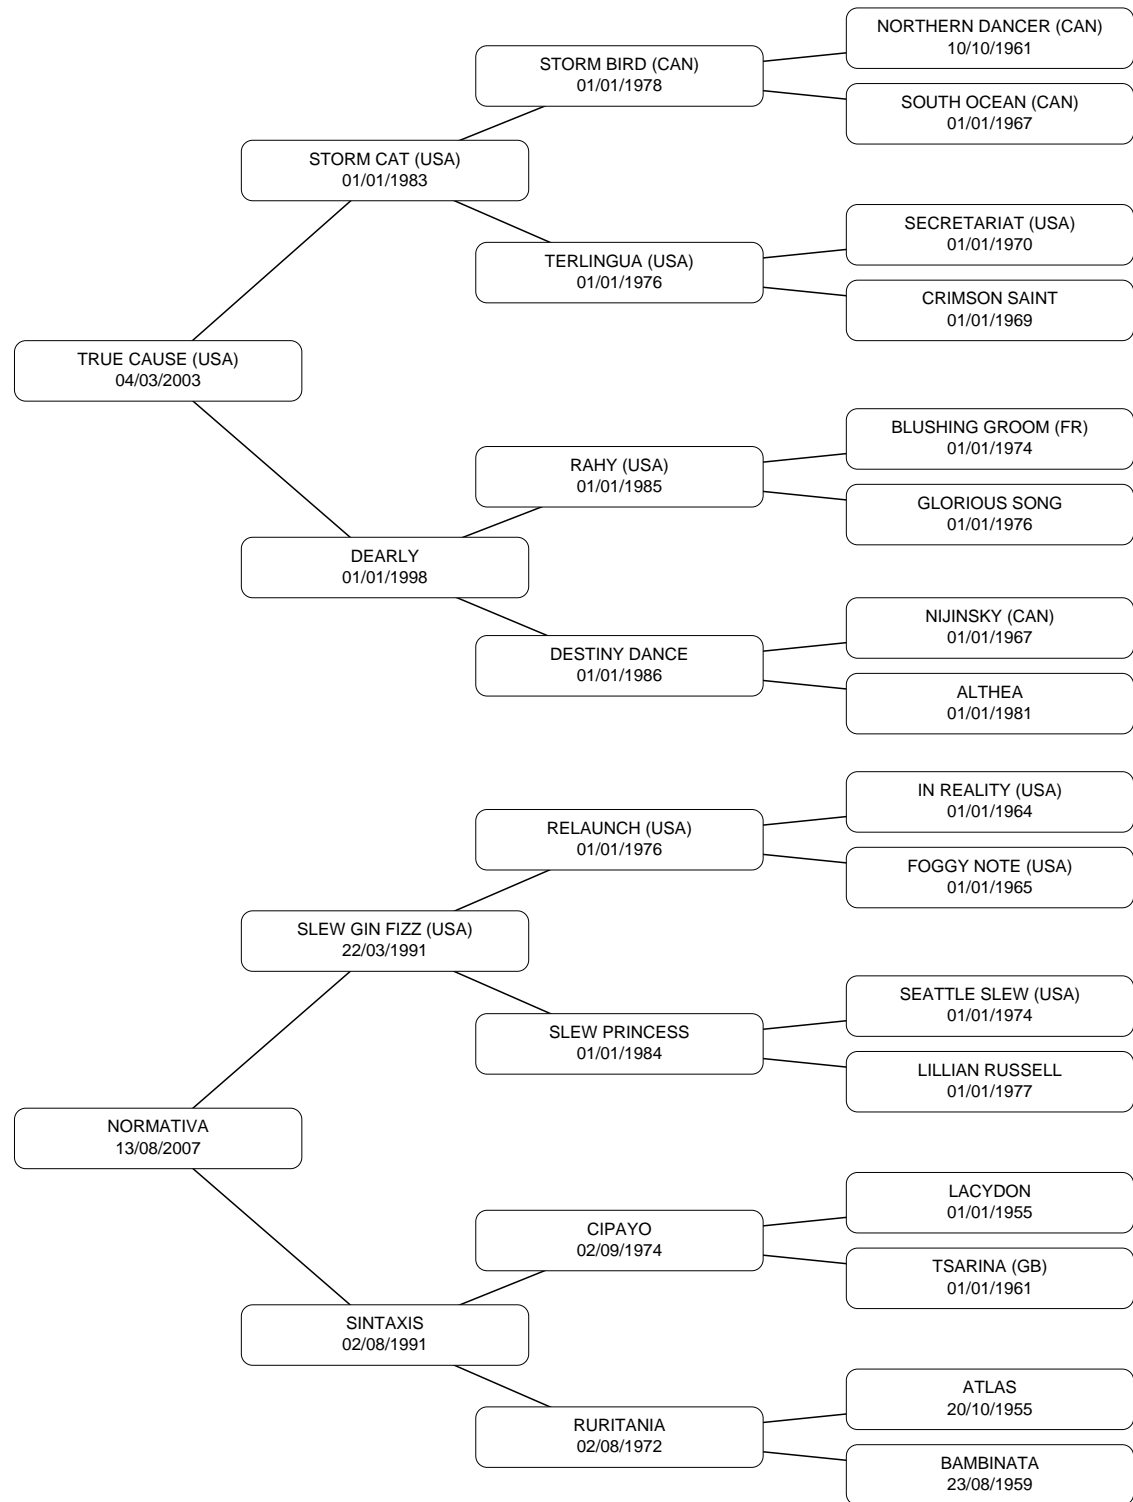 NORTHERN DANCER (CAN)
10/10/1961
STORM BIRD (CAN)
01/01/1978
SOUTH OCEAN (CAN)
01/01/1967
STORM CAT (USA)
01/01/1983
SECRETARIAT (USA)
01/01/1970
TERLINGUA (USA)
01/01/1976
CRIMSON SAINT
01/01/1969
TRUE CAUSE (USA)
04/03/2003
BLUSHING GROOM (FR)
01/01/1974
RAHY (USA)
01/01/1985
GLORIOUS SONG
01/01/1976
DEARLY
01/01/1998
NIJINSKY (CAN)
01/01/1967
DESTINY DANCE
01/01/1986
ALTHEA
01/01/1981
IN REALITY (USA)
01/01/1964
RELAUNCH (USA)
01/01/1976
FOGGY NOTE (USA)
01/01/1965
SLEW GIN FIZZ (USA)
22/03/1991
SEATTLE SLEW (USA)
01/01/1974
SLEW PRINCESS
01/01/1984
LILLIAN RUSSELL
01/01/1977
NORMATIVA
13/08/2007
LACYDON
01/01/1955
CIPAYO
02/09/1974
TSARINA (GB)
01/01/1961
SINTAXIS
02/08/1991
ATLAS
20/10/1955
RURITANIA
02/08/1972
BAMBINATA
23/08/1959